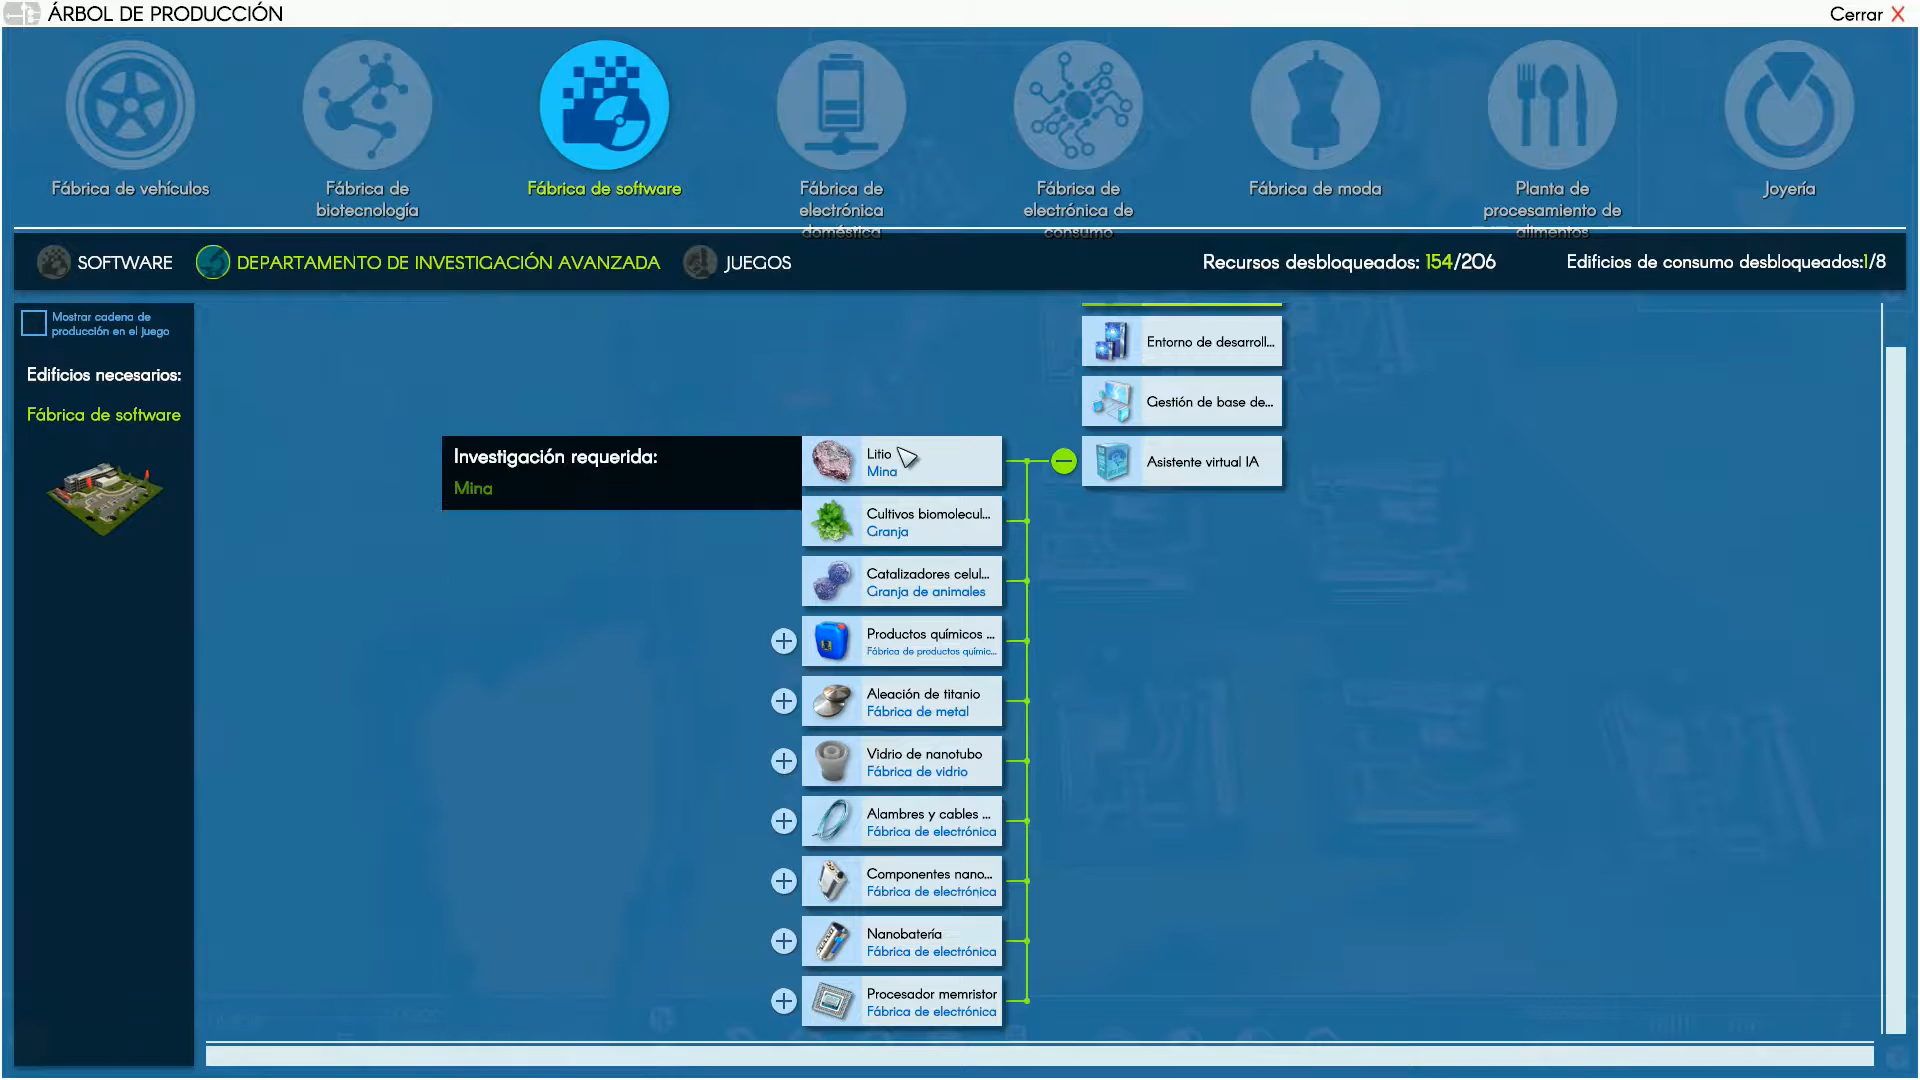 ÁRBOL DE PRODUCCIÓN
Cerrar X
Fábrica de vehículos
Fábrica de
biotecnología
Fábrica de software
Fábrica de
electrónica
doméstica
Fábrica de
electrónica de
consumo
Fábrica de moda
Planta de
procesamiento de
alimentos
Joyería
SOFTWARE
DEPARTAMENTO DE INVESTIGACIÓN AVANZADA
JUEGOS
Recursos desbloqueados: 154/206
Edificios de consumo desbloqueados:1/8
Mostrar cadena de
producción en el juego
Edificios necesarios:
Fábrica de software
Entorno de desarroll...
Gestión de base de...
Asistente virtual IA
Investigación requerida:
Mina
Litio
Mina
Cultivos biomolecul...
Granja
Catalizadores celul...
Granja de animales
Productos químicos ...
Fábrica de productos químic...
Aleación de titanio
Fábrica de metal
Vidrio de nanotubo
Fábrica de vidrio
Alambres y cables ...
Fábrica de electrónica
Componentes nano...
Fábrica de electrónica
Nanobatería
Fábrica de electrónica
Procesador memristor
Fábrica de electrónica